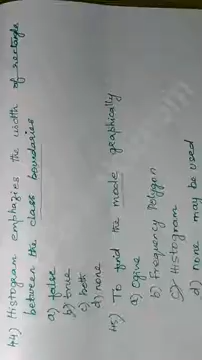 44) Histogram emphazies the width of rectangle
between the class boundaries
a) false
b) true
c) both
d) none
45) To find the mode graphically
a) Ogive
b) Frequency Polygon
c) Histogram
d) none may be used